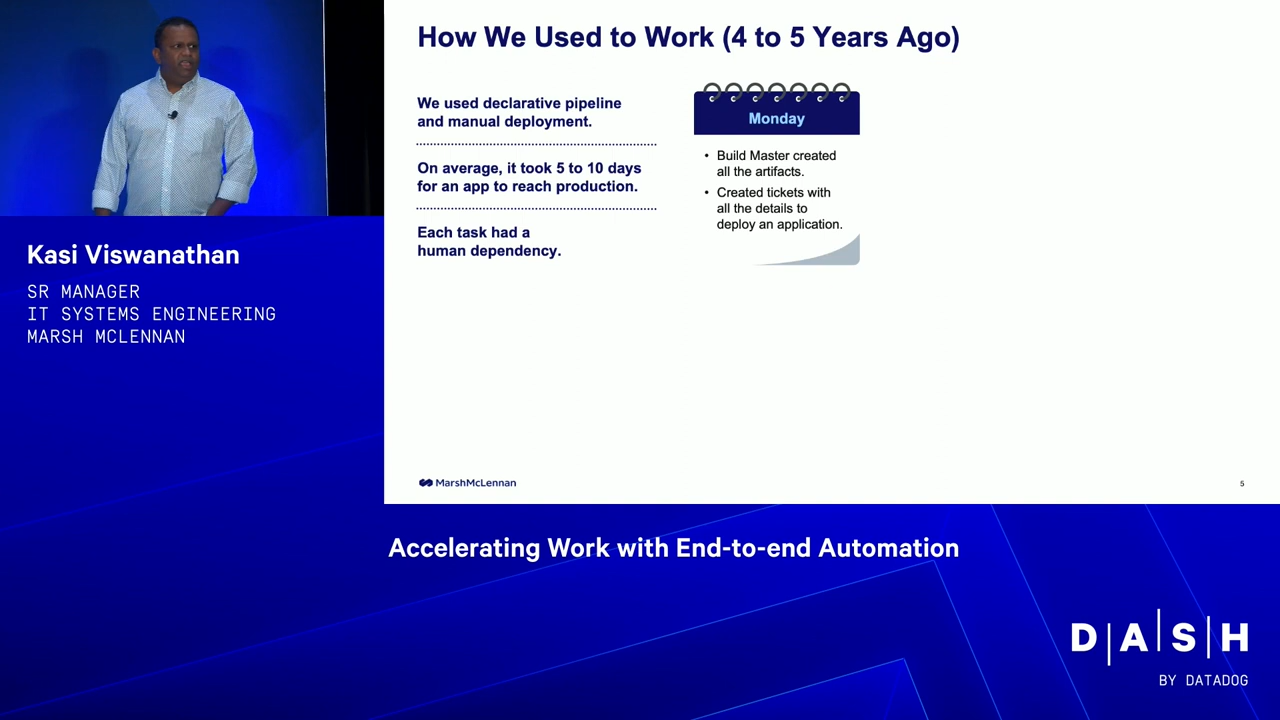 How We Used to Work (4 to 5 Years Ago)
We used declarative pipeline
and manual deployment.
On average, it took 5 to 10 days
for an app to reach production.
Each task had a
human dependency.
Monday
• Build Master created
all the artifacts.
• Created tickets with
all the details to
deploy an application.
MarshMcLennan
5
Kasi Viswanathan
SR MANAGER
IT SYSTEMS ENGINEERING
MARSH MCLENNAN
Accelerating Work with End-to-end Automation
D|A|S|H
BY DATADOG